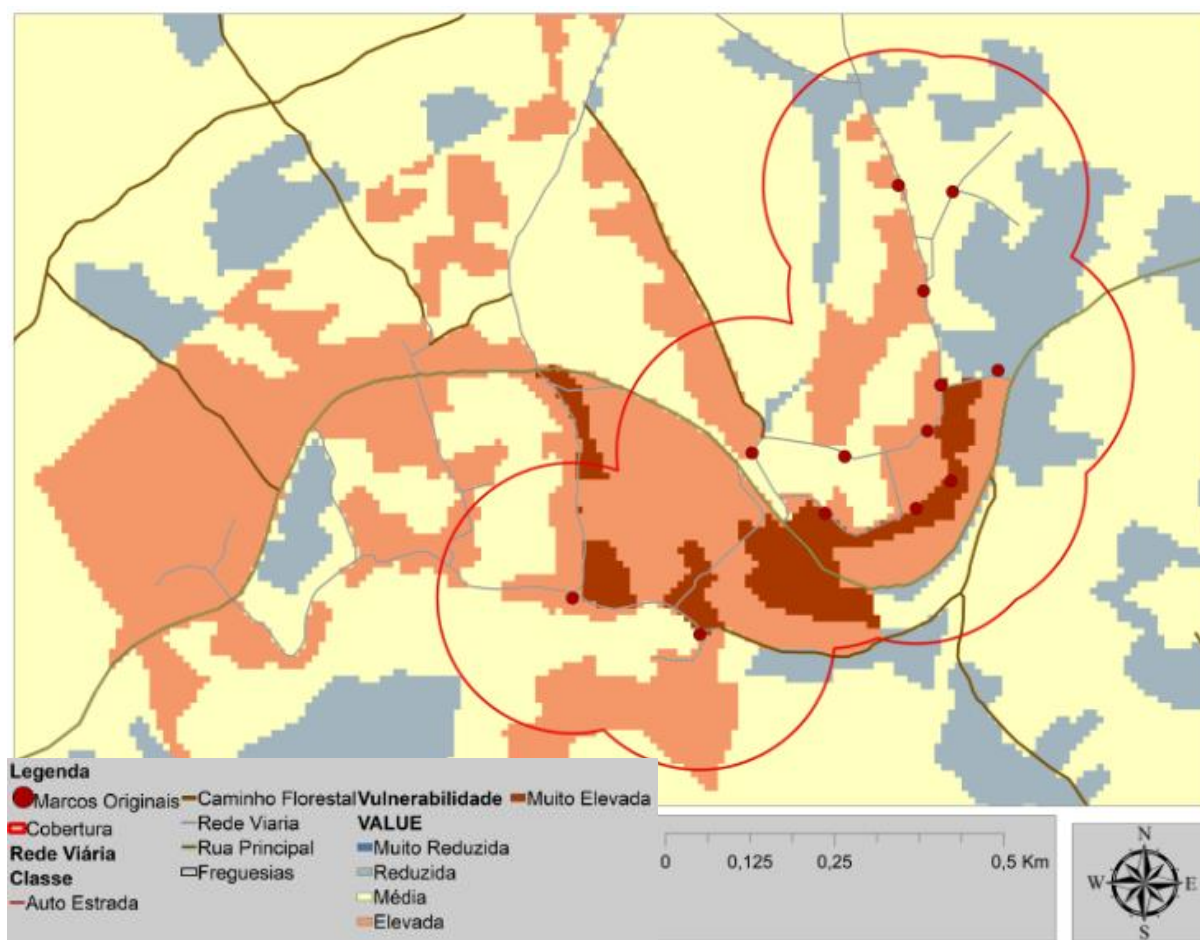 Legenda
Marcos Originais
Cobertura
Rede Viária
Classe
Auto Estrada
Caminho Florestal
Rede Viaria
Rua Principal
Freguesias
Vulnerabilidade
VALUE
Muito Reduzida
Reduzida
Média
Elevada
Muito Elevada
0 0,125 0,25 0,5 Km
N
W E
S